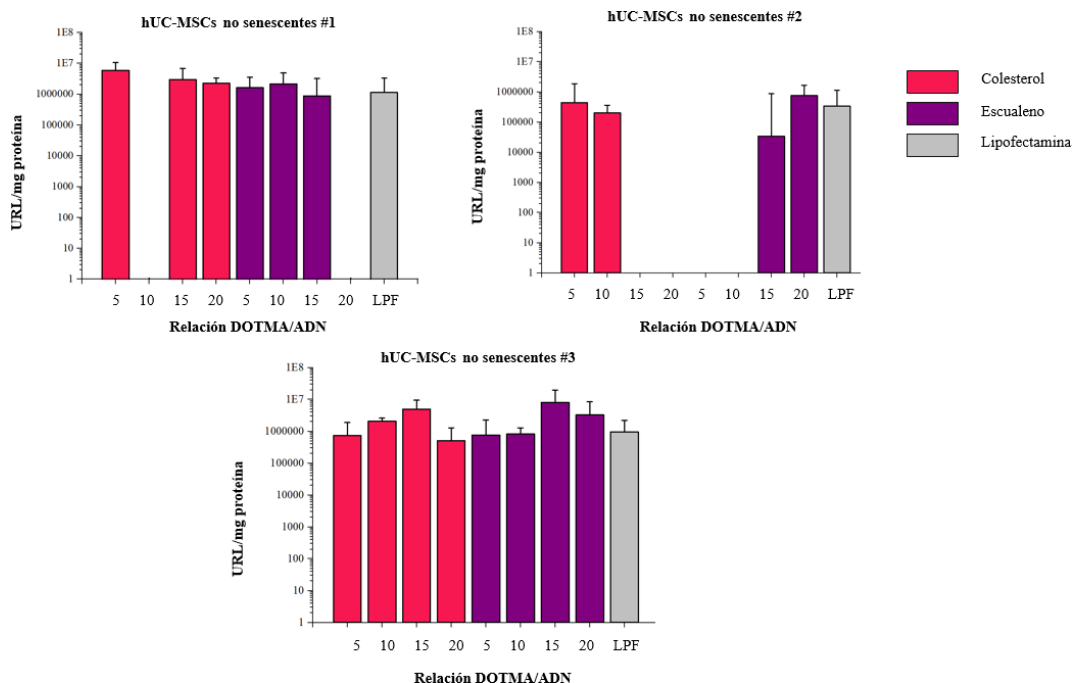 hUC-MSCs no senescentes #1
URL/mg proteína
1E8
1E7
1000000
100000
10000
1000
100
10
1
5 10 15 20 5 10 15 20 LPF
Relación DOTMA/ADN
hUC-MSCs no senescentes #2
URL/mg proteína
1E8
1E7
1000000
100000
10000
1000
100
10
1
5 10 15 20 5 10 15 20 LPF
Relación DOTMA/ADN
Colesterol
Escualeno
Lipofectamina
hUC-MSCs no senescentes #3
URL/mg proteína
1E8
1E7
1000000
100000
10000
1000
100
10
1
5 10 15 20 5 10 15 20 LPF
Relación DOTMA/ADN